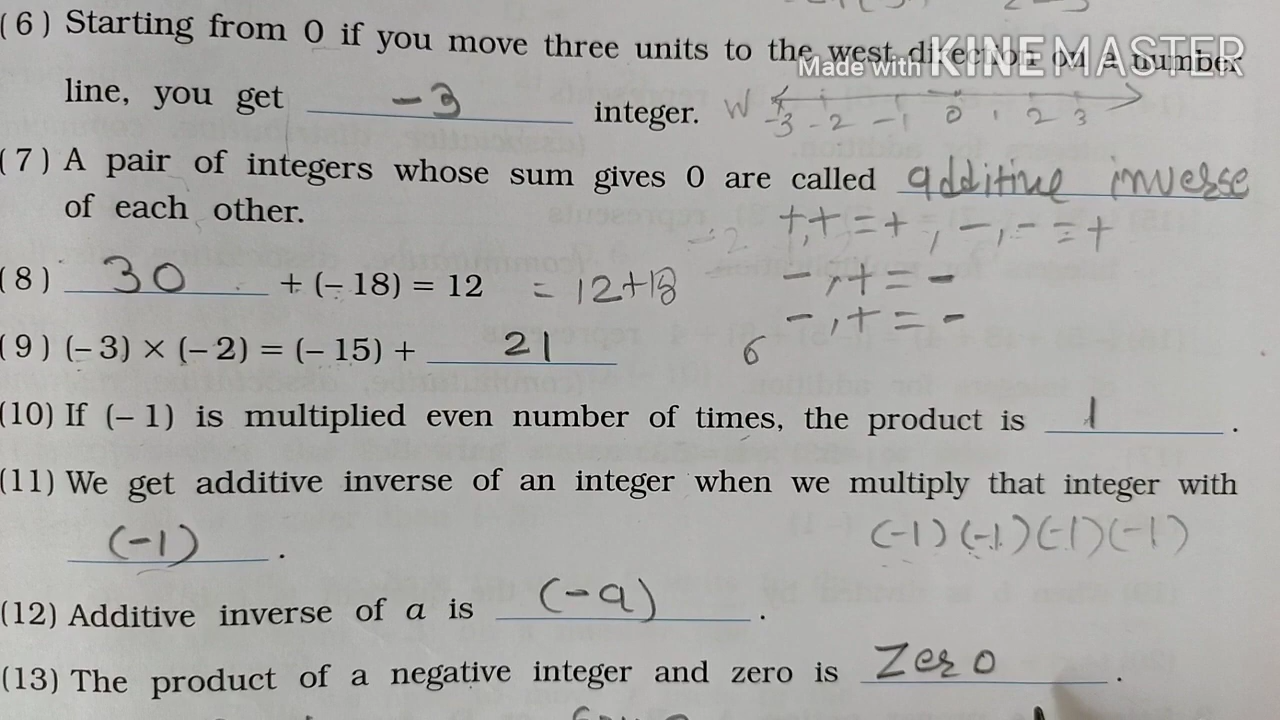 (6) Starting from 0 if you move three units to the west direction on a number
Made with KINEMASTER
line, you get -3 integer. W -3 -2 -1 0 1 2 3
(7) A pair of integers whose sum gives 0 are called additive inverse
of each other.
+,+ = + , -,- = +
(8) 30 + (– 18) = 12 = 12+18 - ,+ = -
- ,+ = -
(9) (– 3) × (– 2) = (– 15) + 21 6
(10) If (– 1) is multiplied even number of times, the product is 1 .
(11) We get additive inverse of an integer when we multiply that integer with
(-1) . (-1) (-1) (-1) (-1)
(12) Additive inverse of a is (-a) .
(13) The product of a negative integer and zero is Zero .